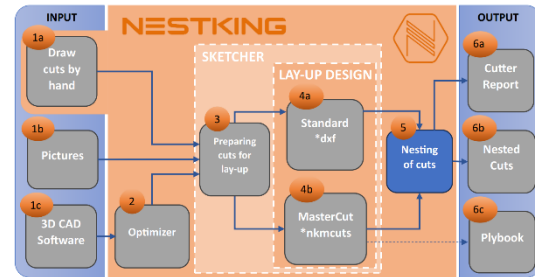 INPUT
NESTKING
OUTPUT
1a
Draw
cuts by
hand
1b
Pictures
1c
3D CAD
Software
2
Optimizer
SKETCHER
3
Preparing
cuts for
lay-up
LAY-UP DESIGN
4a
Standard
*dxf
4b
MasterCut
*nkmcuts
5
Nesting
of cuts
6a
Cutter
Report
6b
Nested
Cuts
6c
Plybook